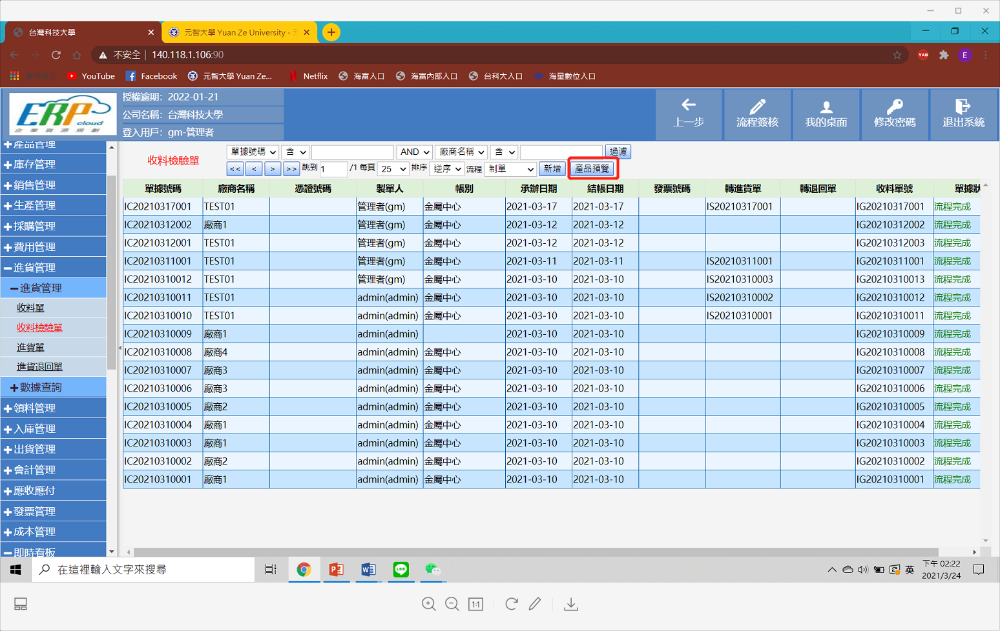 台灣科技大學
元智大學 Yuan Ze University - 元
不安全 140.118.1.106:90
YAB
E
YouTube
Facebook
元智大學 Yuan Ze...
Netflix
海富入口
海富內部入口
台科大入口
海量數位入口
ERP cloud
企業資源規劃
授權逾期：2022-01-21
公司名稱：台灣科技大學
登入用戶：gm-管理者
上一步
流程簽核
我的桌面
修改密碼
退出系統
產品管理
庫存管理
銷售管理
生產管理
採購管理
費用管理
進貨管理
進貨管理
收料單
收料檢驗單
進貨單
進貨退回單
數據查詢
領料管理
入庫管理
出貨管理
會計管理
應收應付
發票管理
成本管理
即時看板
收料檢驗單
單據號碼 含 AND 廠商名稱 含 過濾
<< < > >> 跳到 1 /1 每頁 25 排序 逆序 流程 制單 新增 產品預覽
單據號碼 廠商名稱 憑證號碼 製單人 帳別 承辦日期 結帳日期 發票號碼 轉進貨單 轉退回單 收料單號 單據狀
IC20210317001 TEST01 管理者(gm) 金屬中心 2021-03-17 2021-03-17 IS20210317001 IG20210317001 流程完成
IC20210312002 廠商1 管理者(gm) 金屬中心 2021-03-12 2021-03-12 IG20210312002 流程完成
IC20210312001 TEST01 管理者(gm) 金屬中心 2021-03-12 2021-03-12 IG20210312003 流程完成
IC20210311001 TEST01 管理者(gm) 金屬中心 2021-03-11 2021-03-11 IS20210311001 IG20210311001 流程完成
IC20210310012 TEST01 管理者(gm) 金屬中心 2021-03-10 2021-03-10 IS20210310003 IG20210310013 流程完成
IC20210310011 TEST01 admin(admin) 金屬中心 2021-03-10 2021-03-10 IS20210310002 IG20210310012 流程完成
IC20210310010 TEST01 admin(admin) 金屬中心 2021-03-10 2021-03-10 IS20210310001 IG20210310011 流程完成
IC20210310009 廠商1 admin(admin) 2021-03-10 2021-03-10 IG20210310009 流程完成
IC20210310008 廠商4 admin(admin) 金屬中心 2021-03-10 2021-03-10 IG20210310008 流程完成
IC20210310007 廠商3 admin(admin) 金屬中心 2021-03-10 2021-03-10 IG20210310007 流程完成
IC20210310006 廠商3 admin(admin) 金屬中心 2021-03-10 2021-03-10 IG20210310006 流程完成
IC20210310005 廠商2 admin(admin) 金屬中心 2021-03-10 2021-03-10 IG20210310005 流程完成
IC20210310004 廠商1 admin(admin) 金屬中心 2021-03-10 2021-03-10 IG20210310004 流程完成
IC20210310003 廠商1 admin(admin) 金屬中心 2021-03-10 2021-03-10 IG20210310003 流程完成
IC20210310002 廠商2 admin(admin) 金屬中心 2021-03-10 2021-03-10 IG20210310002 流程完成
IC20210310001 廠商1 admin(admin) 金屬中心 2021-03-10 2021-03-10 IG20210310001 流程完成
在這裡輸入文字來搜尋
LINE
英
下午 02:22
2021/3/24
1:1